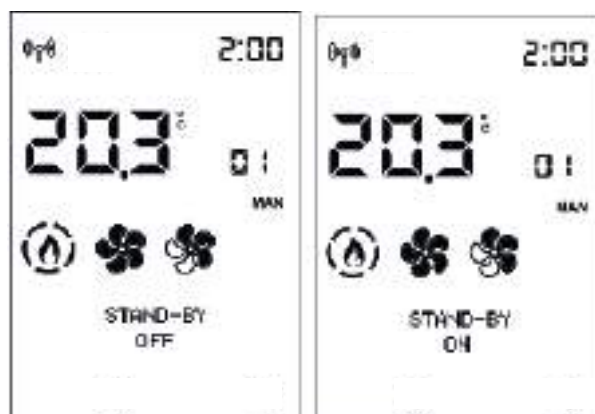 2:00
20.3 °C
01
MAN
STAND-BY
OFF
2:00
20.3 °C
01
MAN
STAND-BY
ON